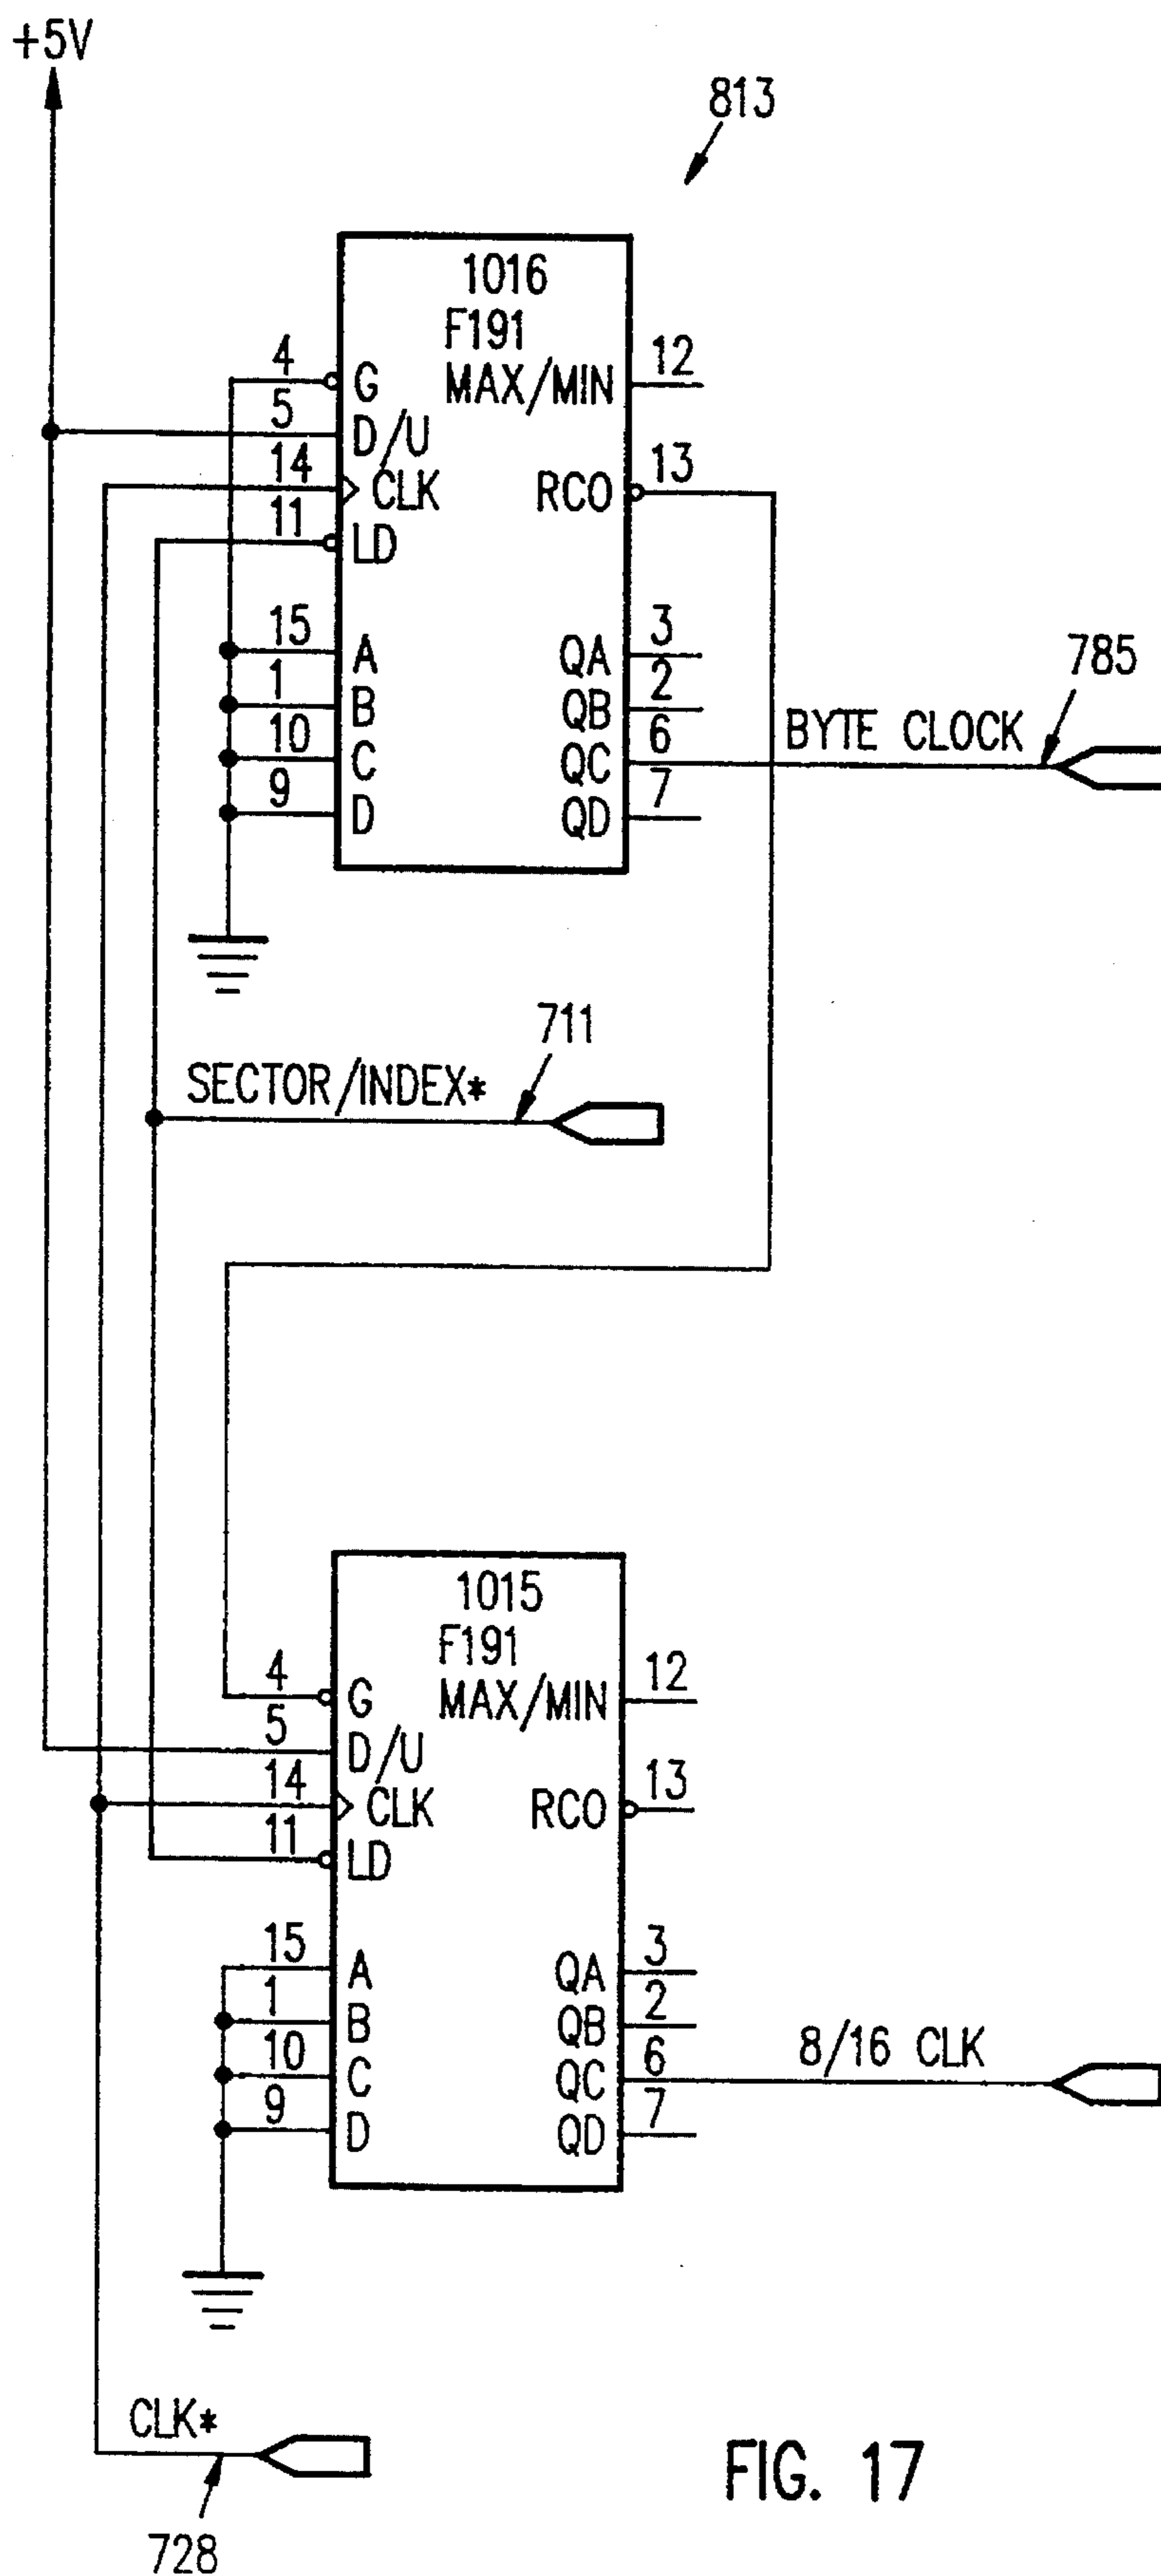 +5V
813
1016
F191
MAX/MIN
4
G
12
5
D/U
14
CLK
RCO
13
11
LD
15
A
QA
3
1
B
QB
2
10
C
QC
6
BYTE CLOCK
785
9
D
QD
7
SECTOR/INDEX*
711
1015
F191
MAX/MIN
4
G
12
5
D/U
14
CLK
RCO
13
11
LD
15
A
QA
3
1
B
QB
2
10
C
QC
6
8/16 CLK
9
D
QD
7
CLK*
728
FIG. 17